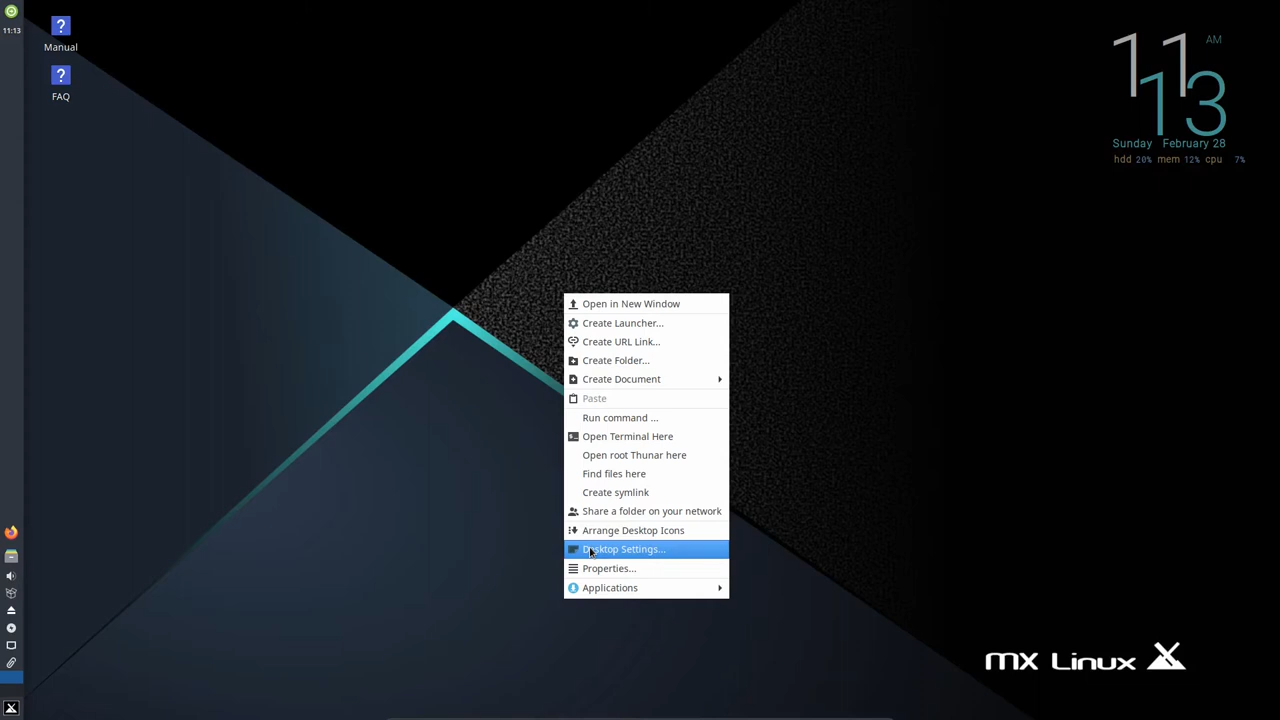 11:13
Manual
FAQ
11
AM
13
Sunday February 28
hdd 20% mem 12% cpu 7%
Open in New Window
Create Launcher...
Create URL Link...
Create Folder...
Create Document
Paste
Run command ...
Open Terminal Here
Open root Thunar here
Find files here
Create symlink
Share a folder on your network
Arrange Desktop Icons
Desktop Settings...
Properties...
Applications
MX Linux